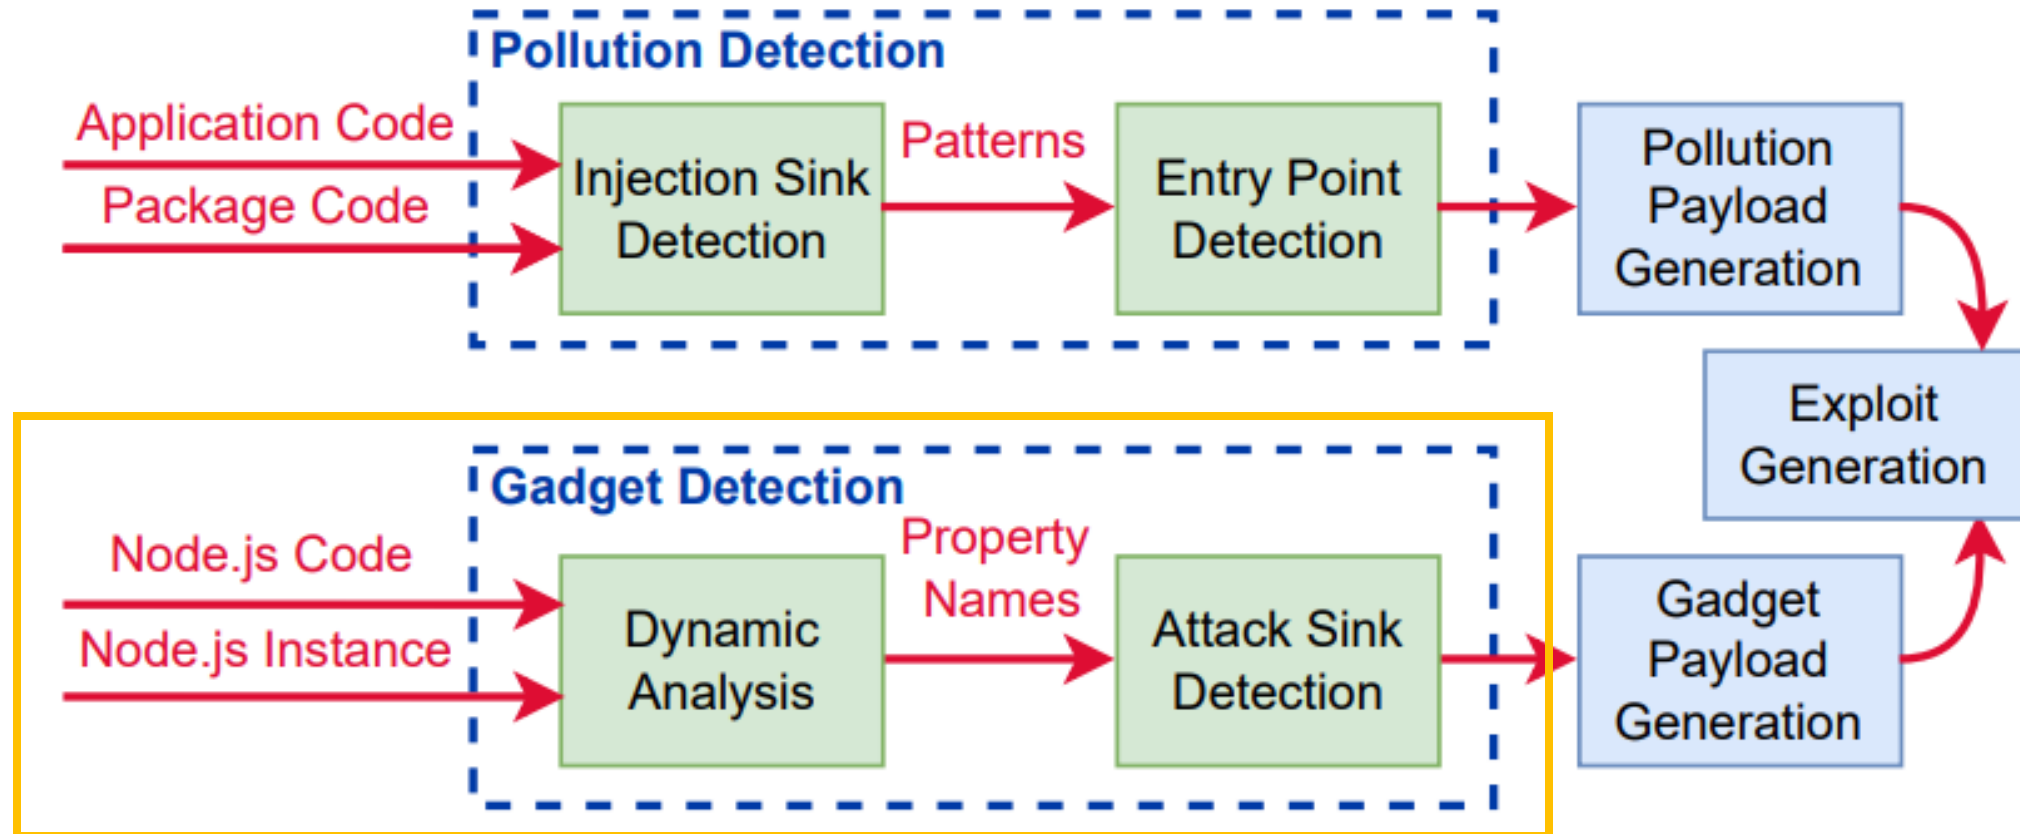 Pollution Detection
Application Code
Package Code
Injection Sink
Detection
Patterns
Entry Point
Detection
Pollution
Payload
Generation
Exploit
Generation
Gadget Detection
Node.js Code
Node.js Instance
Dynamic
Analysis
Property
Names
Attack Sink
Detection
Gadget
Payload
Generation